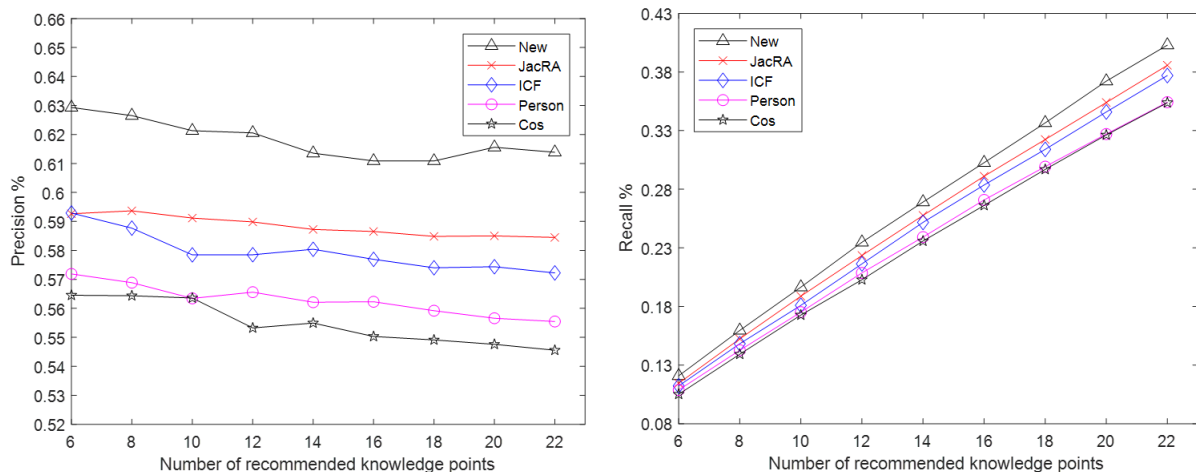 0.66
0.65
0.64
0.63
0.62
0.61
0.6
0.59
0.58
0.57
0.56
0.55
0.54
0.53
0.52
Precision %
6 8 10 12 14 16 18 20 22
Number of recommended knowledge points
New
JacRA
ICF
Person
Cos
0.43
0.38
0.33
0.28
0.23
0.18
0.13
0.08
Recall %
6 8 10 12 14 16 18 20 22
Number of recommended knowledge points
New
JacRA
ICF
Person
Cos